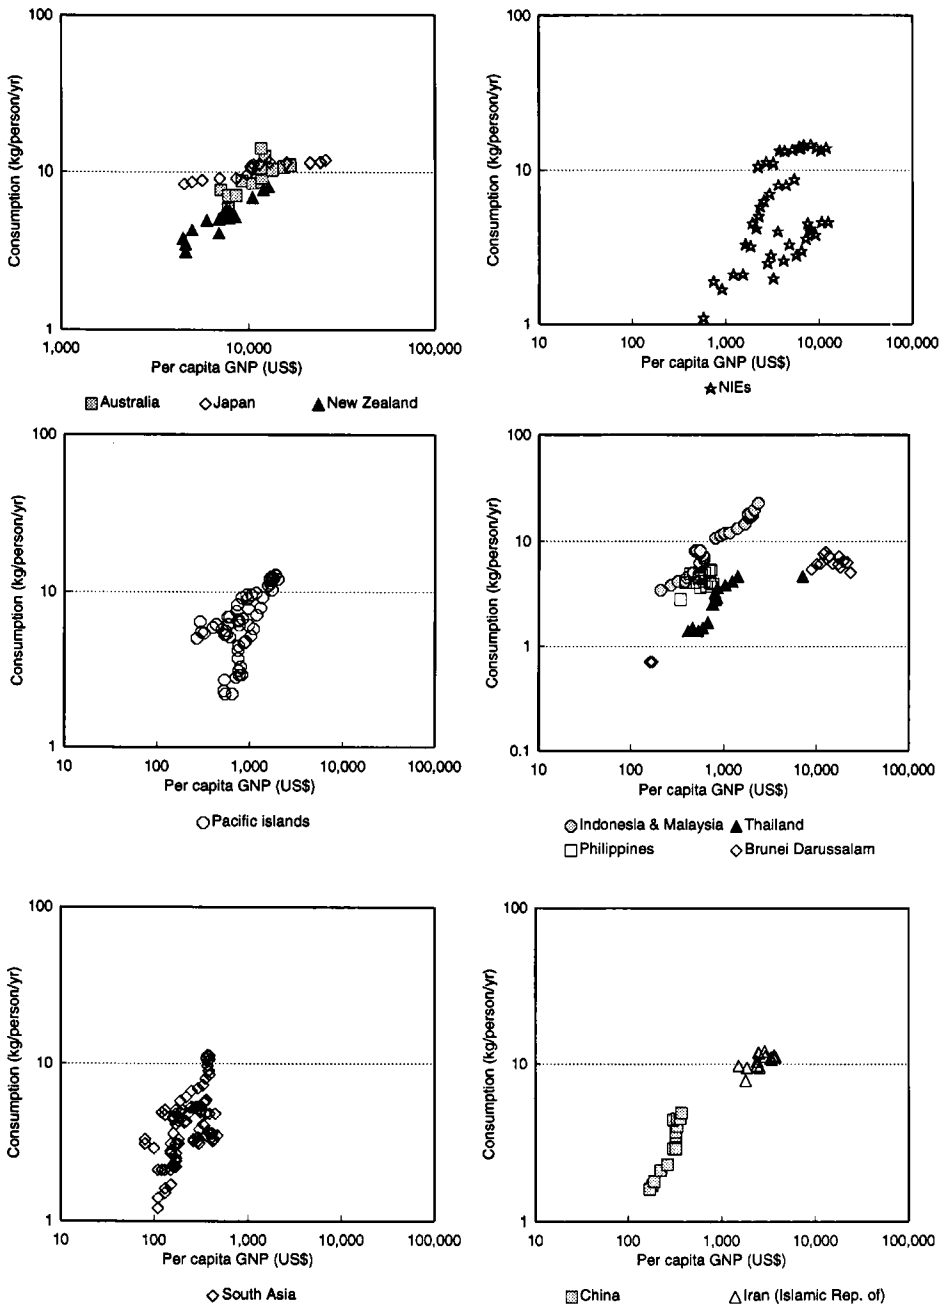 100
10
1
Consumption (kg/person/yr)
1,000 10,000 100,000
Per capita GNP (US$)
Australia Japan New Zealand
100
10
1
Consumption (kg/person/yr)
10 100 1,000 10,000 100,000
Per capita GNP (US$)
NIEs
100
10
1
Consumption (kg/person/yr)
10 100 1,000 10,000 100,000
Per capita GNP (US$)
Pacific islands
100
10
1
0.1
Consumption (kg/person/yr)
10 100 1,000 10,000 100,000
Per capita GNP (US$)
Indonesia & Malaysia Thailand
Philippines Brunei Darussalam
100
10
1
Consumption (kg/person/yr)
10 100 1,000 10,000 100,000
Per capita GNP (US$)
South Asia
100
10
1
Consumption (kg/person/yr)
10 100 1,000 10,000 100,000
Per capita GNP (US$)
China Iran (Islamic Rep. of)